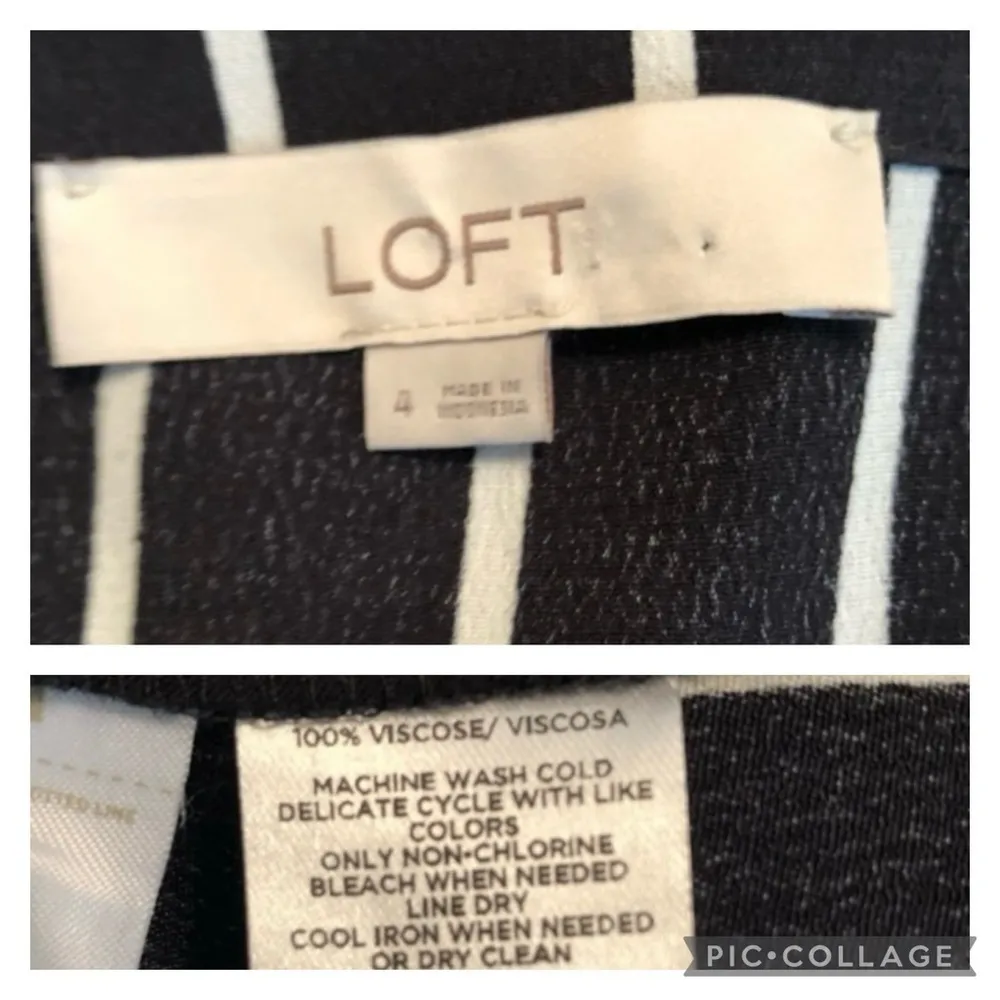 LOFT
4
MADE IN
INDONESIA
100% VISCOSE/ VISCOSA
MACHINE WASH COLD
DELICATE CYCLE WITH LIKE
COLORS
ONLY NON-CHLORINE
BLEACH WHEN NEEDED
LINE DRY
COOL IRON WHEN NEEDED
OR DRY CLEAN
PIC•COLLAGE